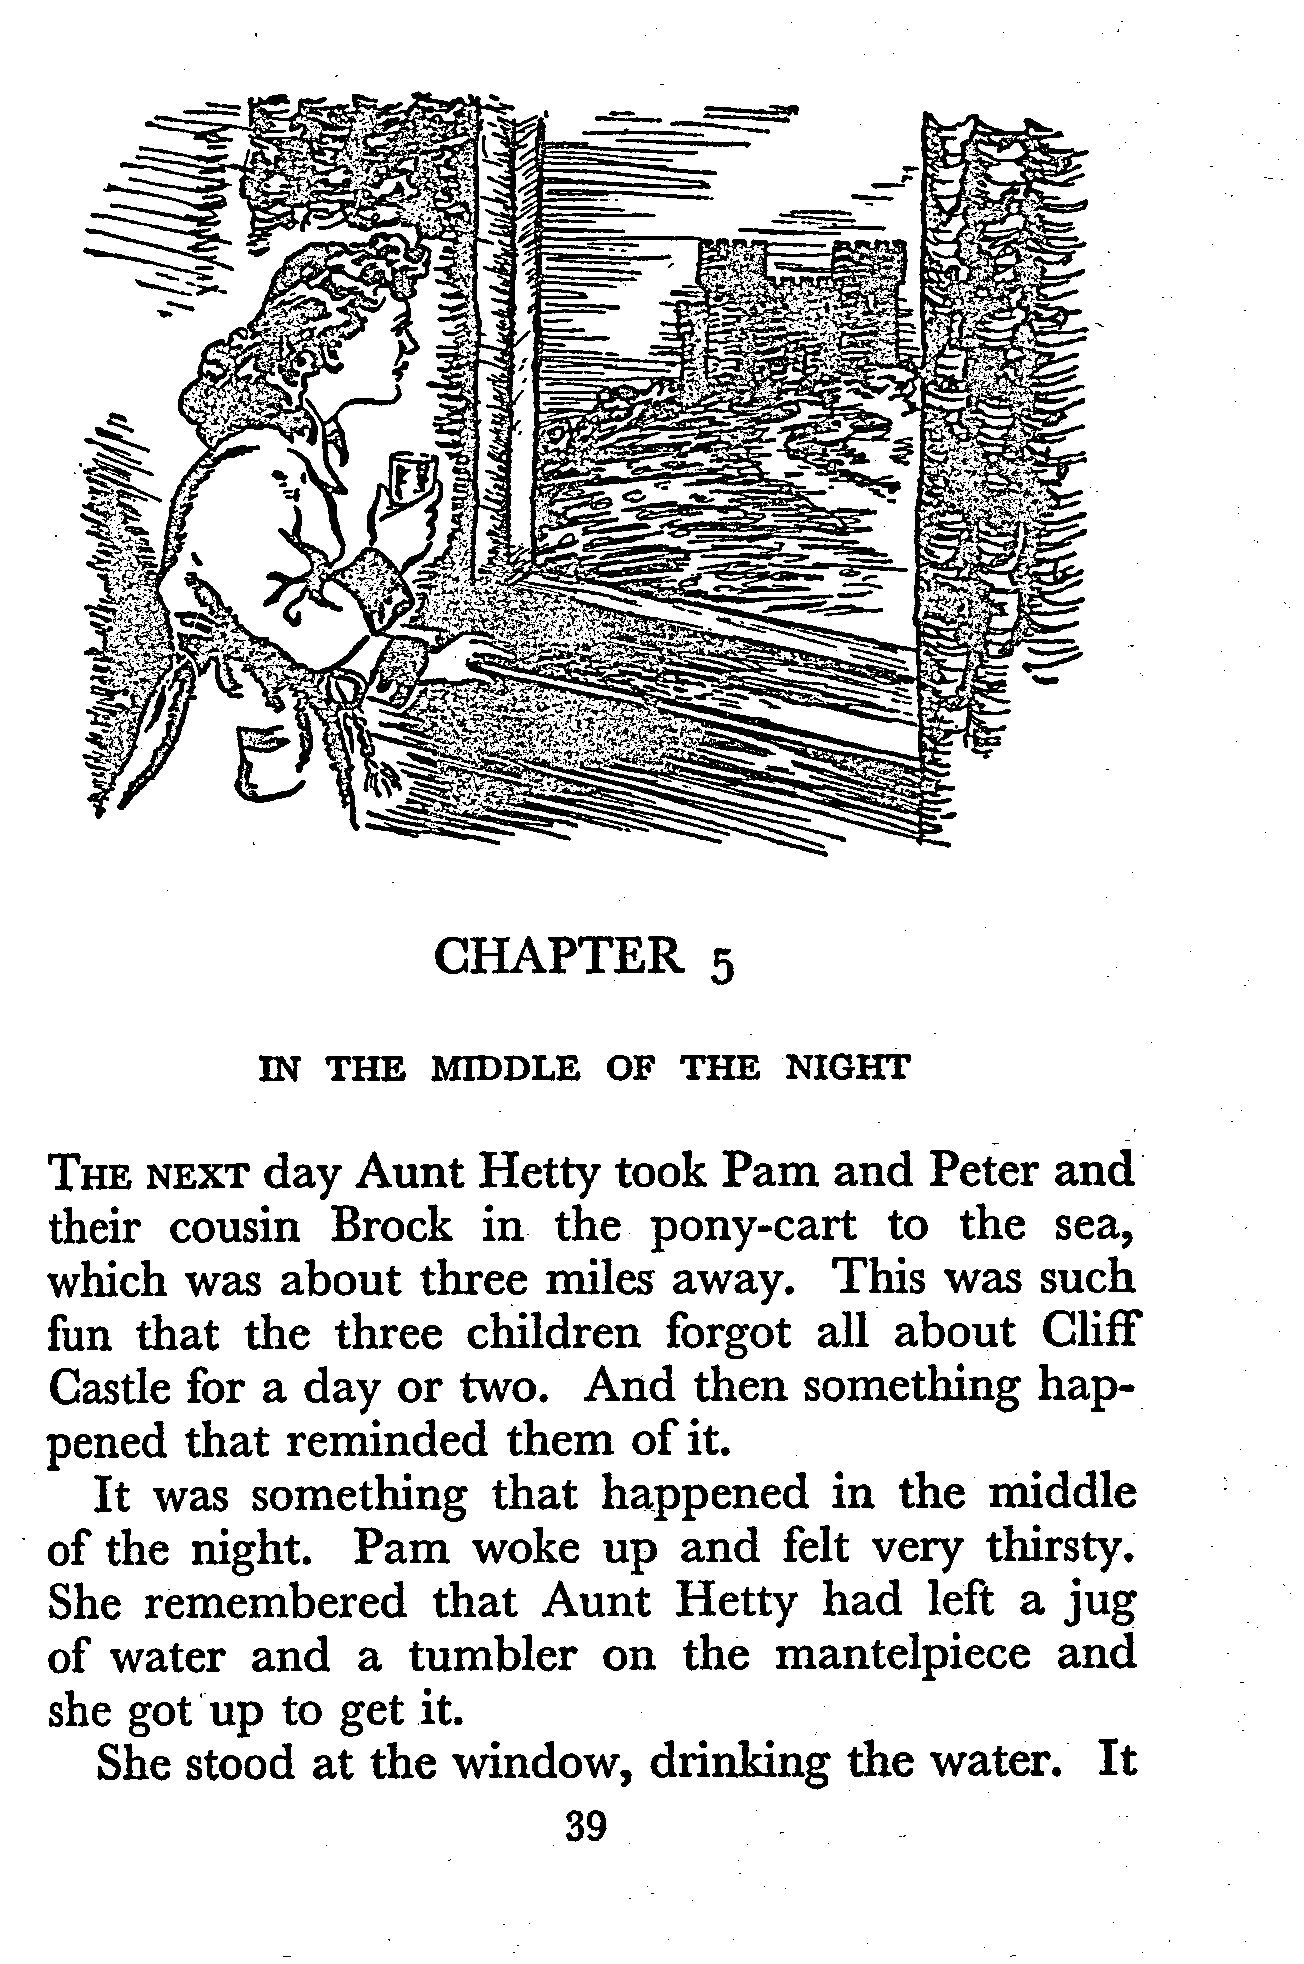 CHAPTER 5
IN THE MIDDLE OF THE NIGHT
THE NEXT day Aunt Hetty took Pam and Peter and
their cousin Brock in the pony-cart to the sea,
which was about three miles away. This was such
fun that the three children forgot all about Cliff
Castle for a day or two. And then something hap-
pened that reminded them of it.
It was something that happened in the middle
of the night. Pam woke up and felt very thirsty.
She remembered that Aunt Hetty had left a jug
of water and a tumbler on the mantelpiece and
she got up to get it.
She stood at the window, drinking the water. It
39